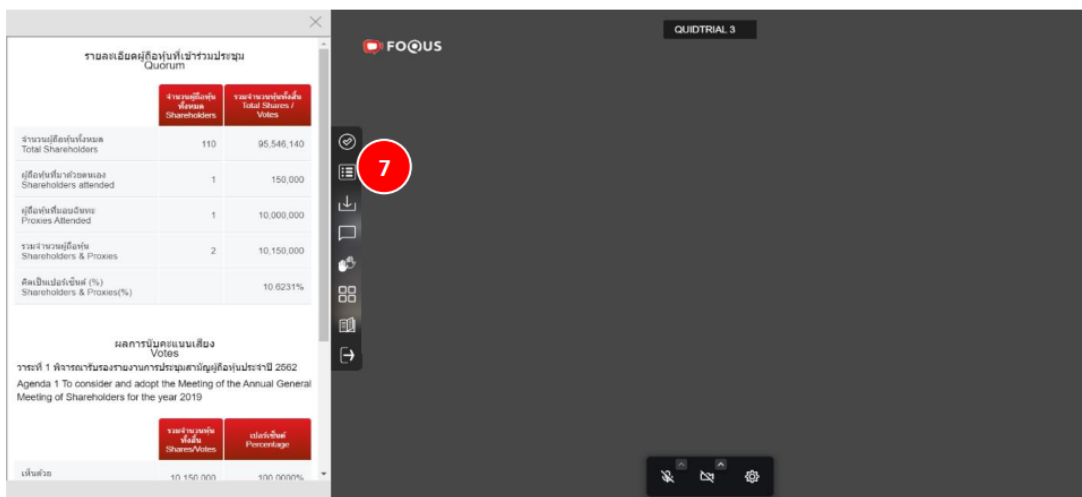 QUIDTRIAL 3
FOQUS
รายละเอียดผู้ถือหุ้นที่เข้าร่วมประชุม
Quorum
จำนวนผู้ถือหุ้น
ทั้งหมด
Shareholders
รวมจำนวนหุ้นทั้งสิ้น
Total Shares /
Votes
จำนวนผู้ถือหุ้นทั้งหมด
Total Shareholders
110
95,546,140
ผู้ถือหุ้นที่มาด้วยตนเอง
Shareholders attended
1
150,000
ผู้ถือหุ้นที่มอบฉันทะ
Proxies Attended
1
10,000,000
รวมจำนวนผู้ถือหุ้น
Shareholders & Proxies
2
10,150,000
คิดเป็นเปอร์เซ็นต์ (%)
Shareholders & Proxies(%)
10.6231%
ผลการนับคะแนนเสียง
Votes
วาระที่ 1 พิจารณารับรองรายงานการประชุมสามัญผู้ถือหุ้นประจำปี 2562
Agenda 1 To consider and adopt the Meeting of the Annual General
Meeting of Shareholders for the year 2019
รวมจำนวนหุ้น
ทั้งสิ้น
Shares/Votes
เปอร์เซ็นต์
Percentage
เห็นด้วย
10,150,000
100.0000%
7